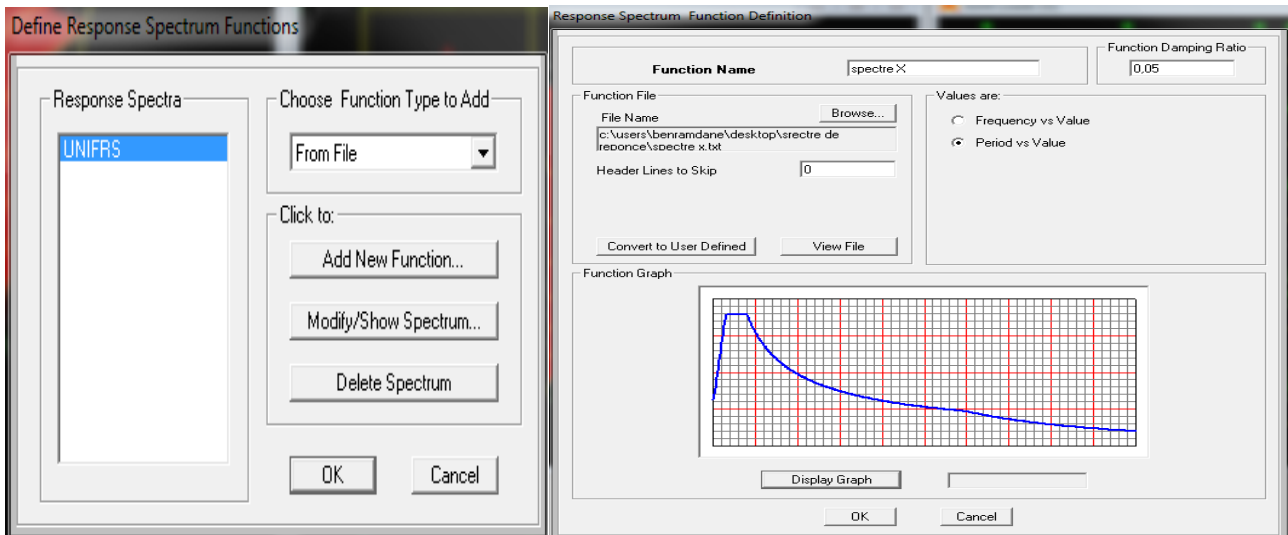 Define Response Spectrum Functions
Response Spectra
UNIFRS
Choose Function Type to Add
From File
Click to:
Add New Function...
Modify/Show Spectrum...
Delete Spectrum
OK
Cancel
Response Spectrum Function Definition
Function Name
spectre X
Function Damping Ratio
0,05
Function File
File Name
Browse...
c:\users\benramdane\desktop\srectre de
reponce\spectre x.txt
Header Lines to Skip
0
Convert to User Defined
View File
Values are:
Frequency vs Value
Period vs Value
Function Graph
Display Graph
OK
Cancel